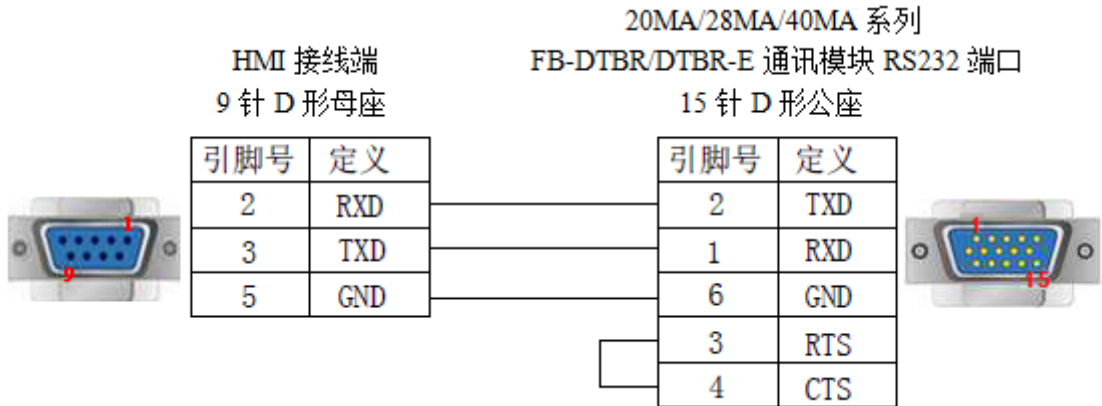 20MA/28MA/40MA 系列
HMI 接线端 FB-DTBR/DTBR-E 通讯模块 RS232 端口
9 针 D 形母座 15 针 D 形公座
引脚号 定义 引脚号 定义
2 RXD 2 TXD
3 TXD 1 RXD
5 GND 6 GND
3 RTS
4 CTS
1
9
1
15